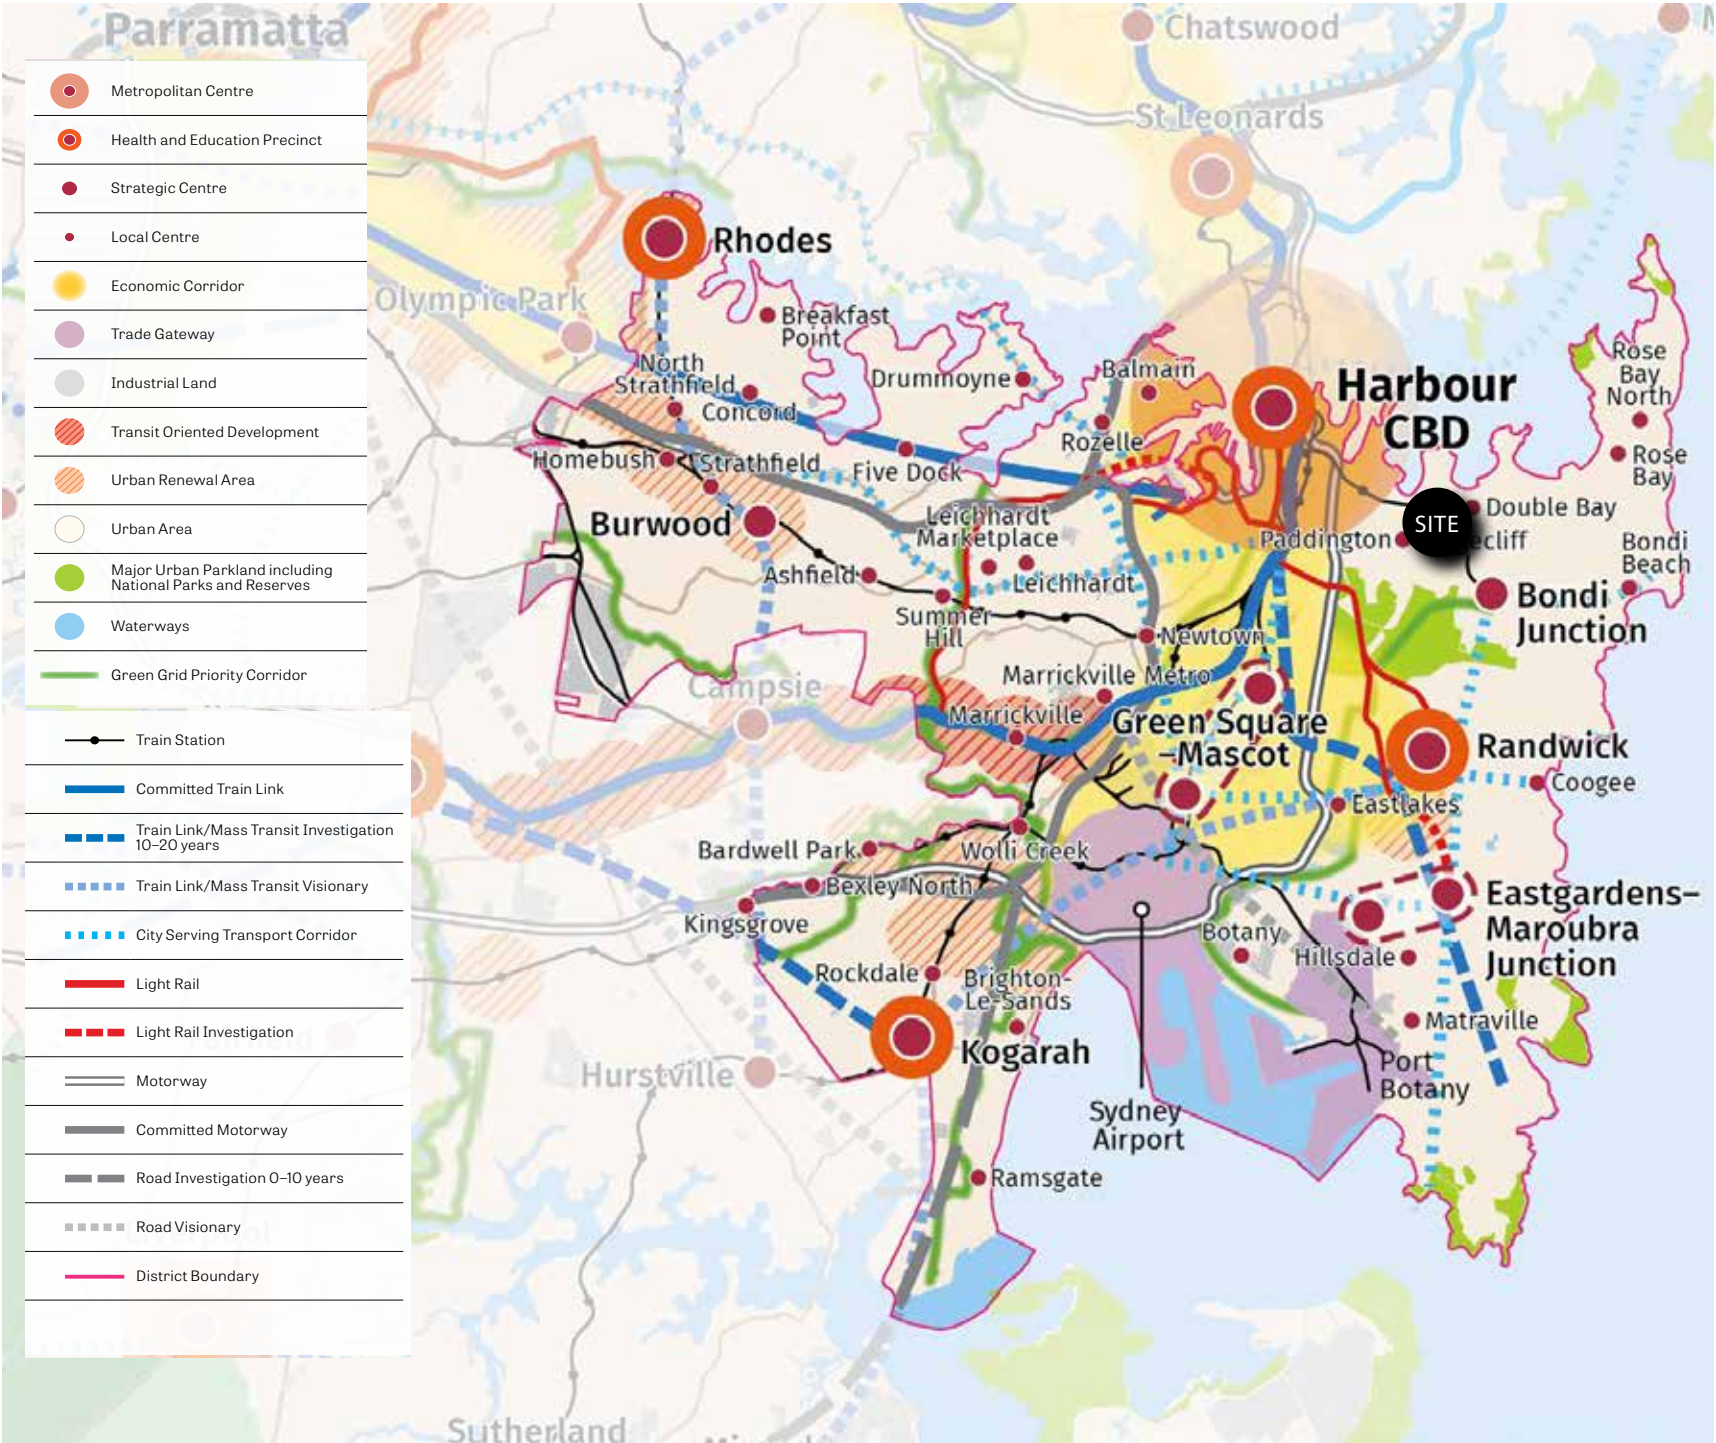 Parramatta
Metropolitan Centre
Health and Education Precinct
Strategic Centre
Local Centre
Economic Corridor
Trade Gateway
Industrial Land
Transit Oriented Development
Urban Renewal Area
Urban Area
Major Urban Parkland including
National Parks and Reserves
Waterways
Green Grid Priority Corridor
Train Station
Committed Train Link
Train Link/Mass Transit Investigation
10–20 years
Train Link/Mass Transit Visionary
City Serving Transport Corridor
Light Rail
Light Rail Investigation
Motorway
Committed Motorway
Road Investigation 0–10 years
Road Visionary
District Boundary
Chatswood
St Leonards
Rhodes
Olympic Park
Breakfast
Point
North
Strathfield
Concord
Drummoyne
Balmain
Harbour
CBD
Rose
Bay
North
Rose
Bay
Rozelle
Homebush
Strathfield
Five Dock
Burwood
Leichhardt
Marketplace
Leichhardt
Paddington
SITE
Double Bay
ecliff
Bondi
Beach
Bondi
Junction
Ashfield
Summer
Hill
Newtown
Marrickville Metro
Campsie
Marrickville
Green Square
–Mascot
Randwick
Coogee
Eastlakes
Bardwell Park
Wolli Creek
Bexley North
Kingsgrove
Eastgardens–
Maroubra
Junction
Botany
Hillsdale
Rockdale
Brighton-
Le-Sands
Matraville
Kogarah
Port
Botany
Hurstville
Sydney
Airport
Ramsgate
Sutherland